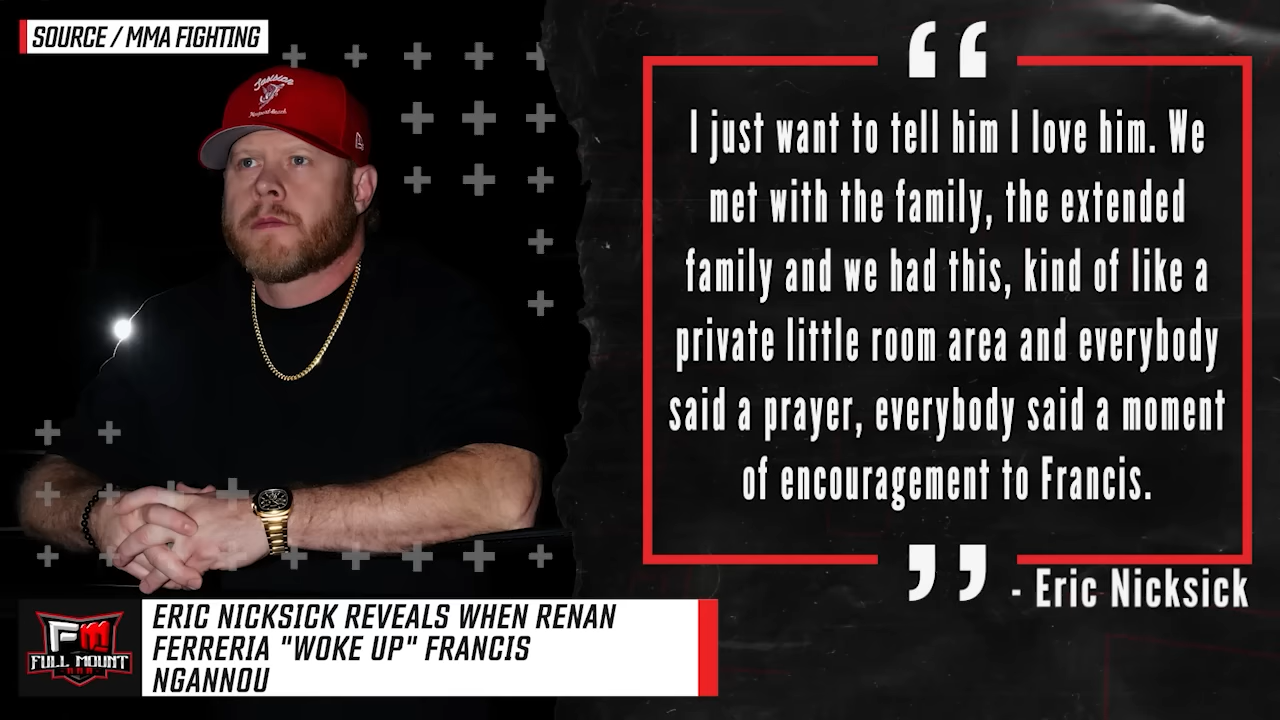 SOURCE / MMA FIGHTING
“
I just want to tell him I love him. We
met with the family, the extended
family and we had this, kind of like a
private little room area and everybody
said a prayer, everybody said a moment
of encouragement to Francis.
”
- Eric Nicksick
ERIC NICKSICK REVEALS WHEN RENAN
FERRERIA "WOKE UP" FRANCIS
NGANNOU
FM
FULL MOUNT